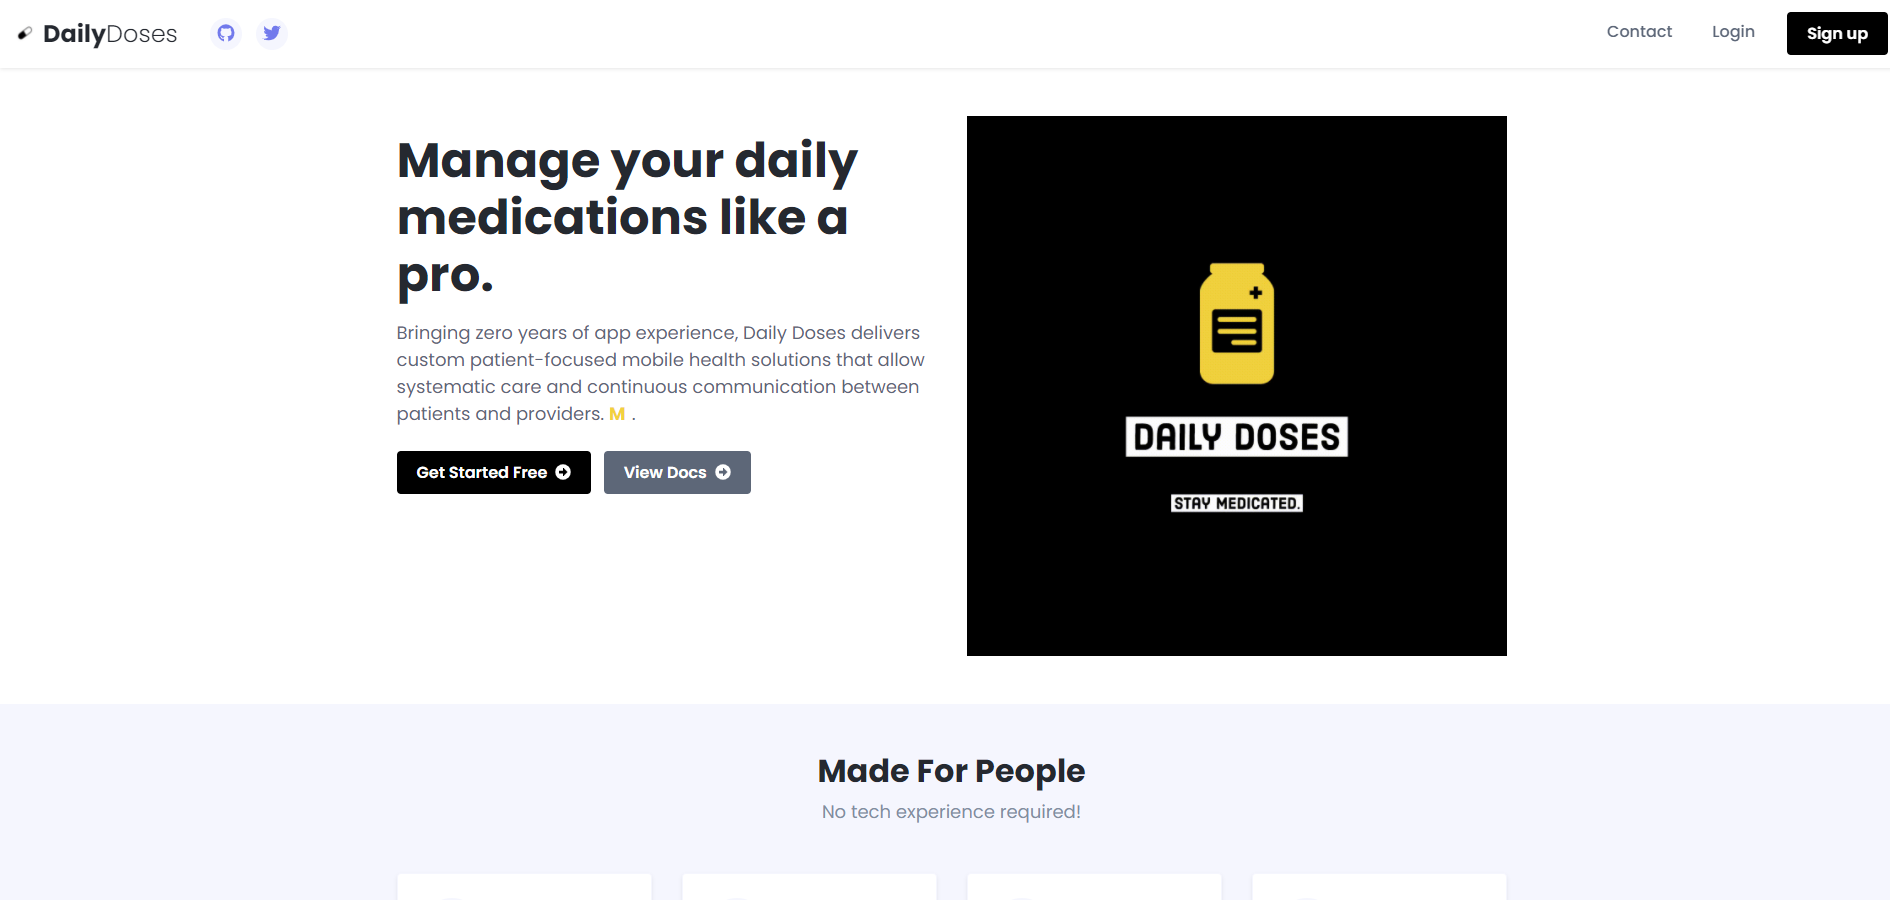 DailyDoses
Contact
Login
Sign up
Manage your daily
medications like a
pro.
Bringing zero years of app experience, Daily Doses delivers
custom patient-focused mobile health solutions that allow
systematic care and continuous communication between
patients and providers. M .
Get Started Free
View Docs
DAILY DOSES
STAY MEDICATED.
Made For People
No tech experience required!